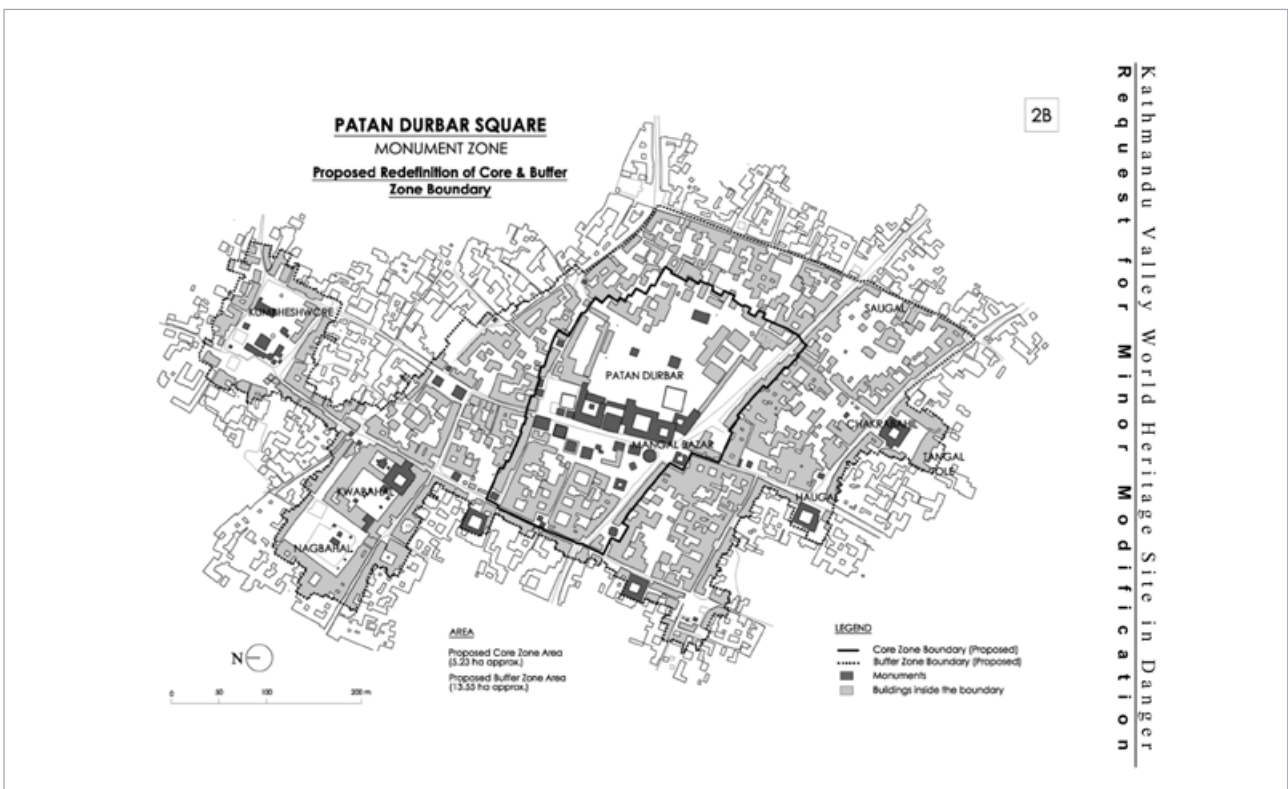 PATAN DURBAR SQUARE
MONUMENT ZONE
Proposed Redefinition of Core & Buffer
Zone Boundary
2B
Kathmandu Valley World Heritage Site in Danger
Request for Minor Modification
KUMBHESHWORE
SAUGAL
PATAN DURBAR
CHAKRABAHIL
MANGAL BAZAR
TANGAL
TOLE
KWABAHAL
HAUGAL
NAGBAHAL
N
0 50 100 200 m
AREA
Proposed Core Zone Area
(5.23 ha approx.)
Proposed Buffer Zone Area
(13.55 ha approx.)
LEGEND
Core Zone Boundary (Proposed)
Buffer Zone Boundary (Proposed)
Monuments
Buildings inside the boundary